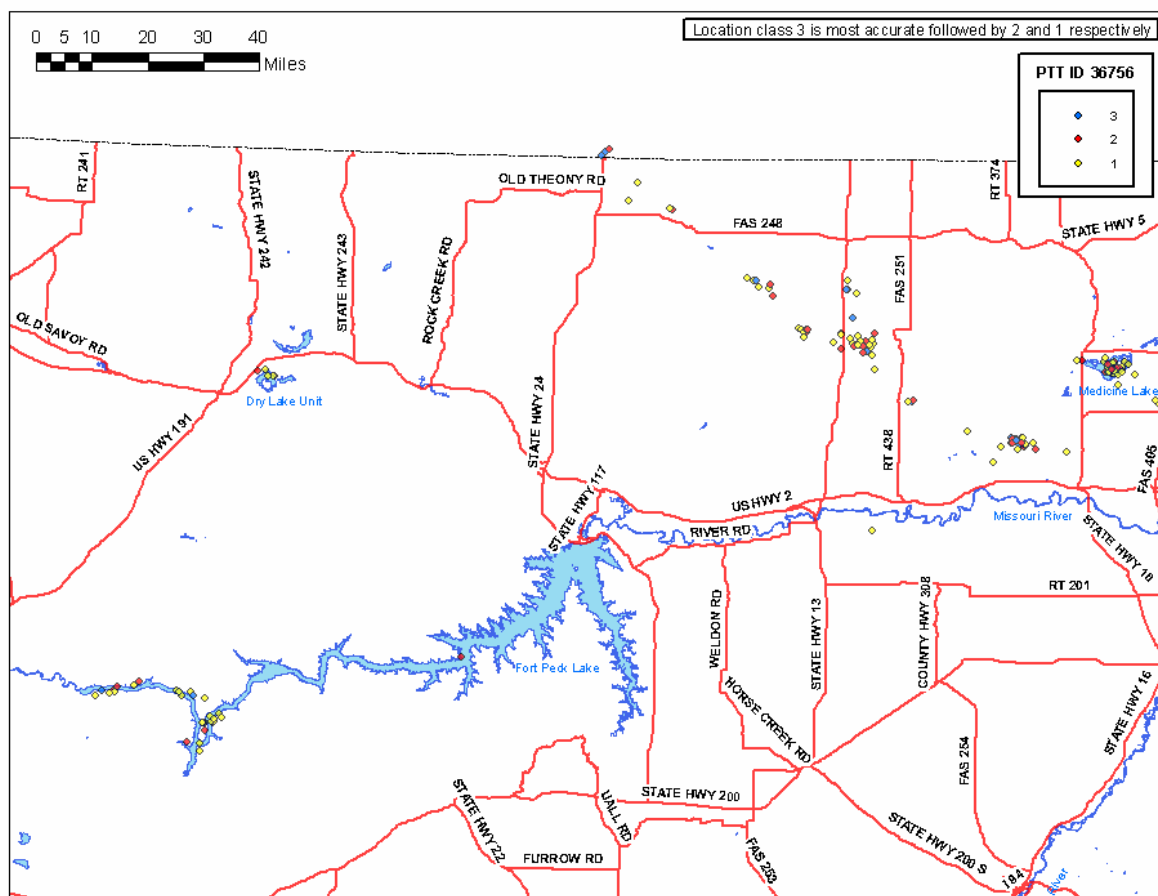 Location class 3 is most accurate followed by 2 and 1 respectively
0 5 10 20 30 40
Miles
PTT ID 36756
3
2
1
RT 241
STATE HWY 242
STATE HWY 243
ROCK CREEK RD
OLD THEONY RD
FAS 248
FAS 251
RT 374
STATE HWY 5
OLD SAVOY RD
Dry Lake Unit
US HWY 191
STATE HWY 24
RT 438
Medicine Lake
FAS 405
STATE HWY 117
US HWY 2
RIVER RD
Missouri River
STATE HWY 16
RT 201
WELDON RD
STATE HWY 13
COUNTY HWY 308
Fort Peck Lake
HORSE CREEK RD
STATE HWY 16
FAS 254
STATE HWY 200
STATE HWY 22
UALL RD
FURROW RD
FAS 253
STATE HWY 200 S
I94
River